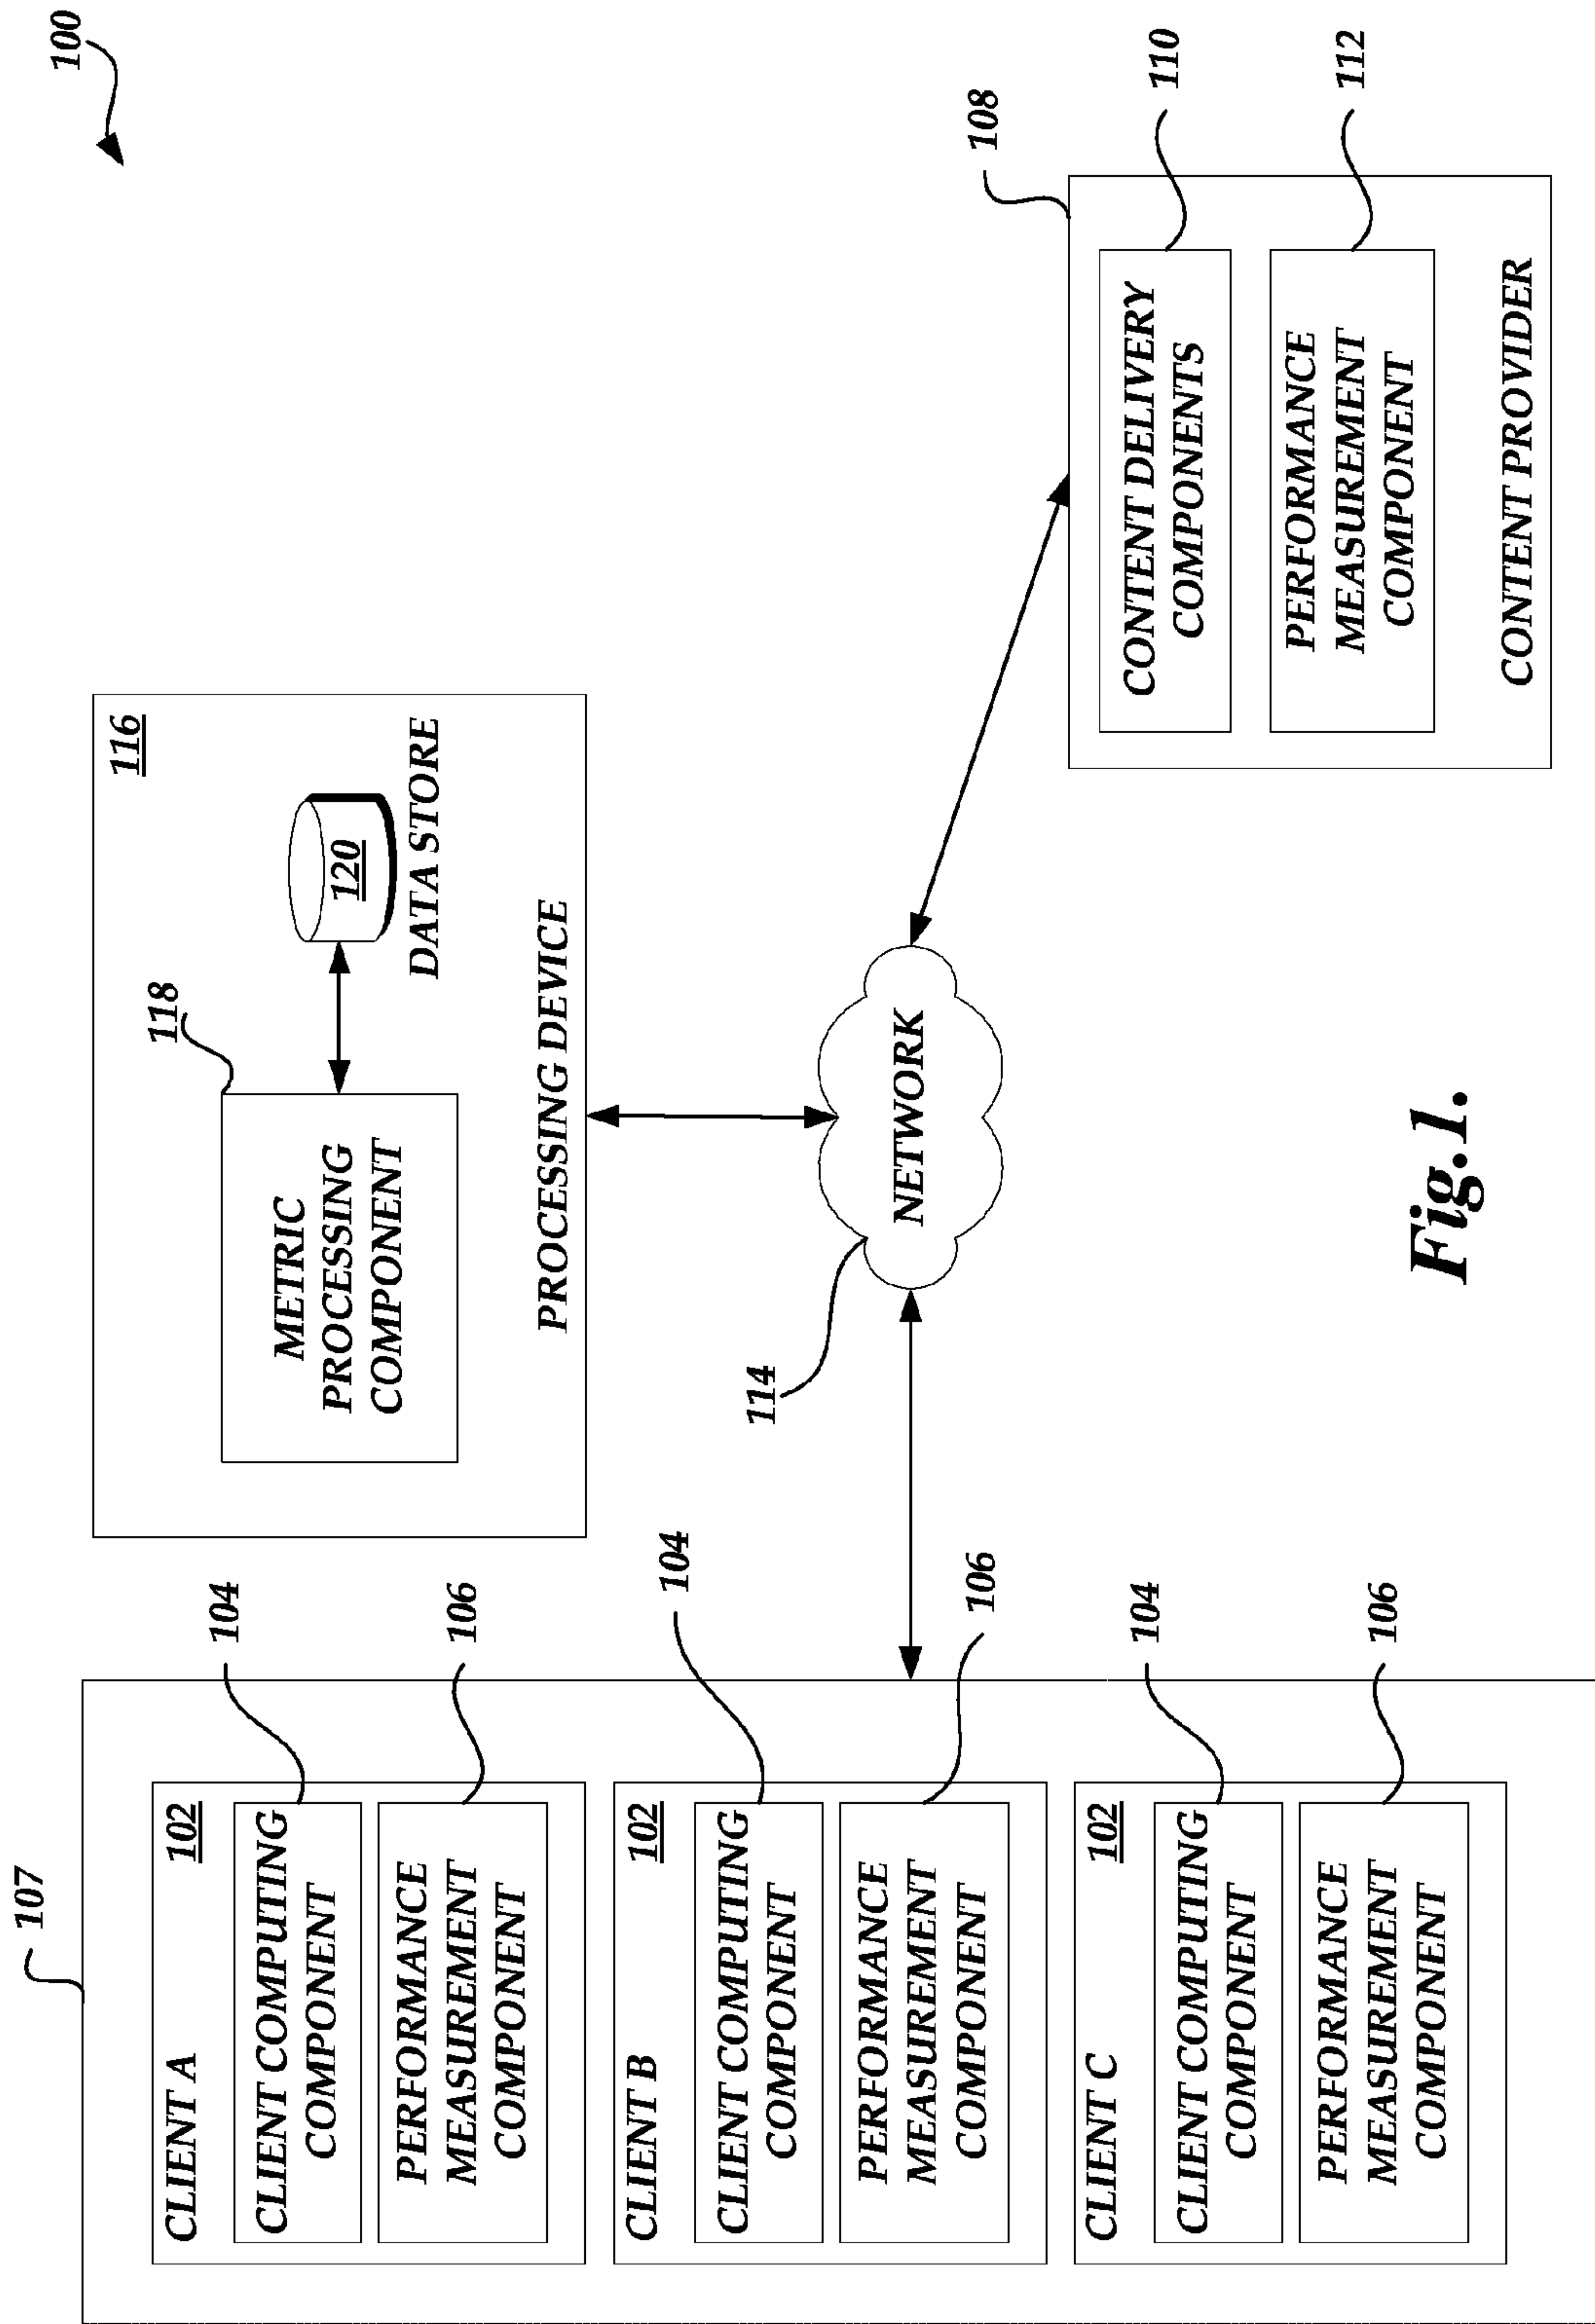 100
107
CLIENT A
102
CLIENT COMPUTING
COMPONENT
104
PERFORMANCE
MEASUREMENT
COMPONENT
106
CLIENT B
102
CLIENT COMPUTING
COMPONENT
104
PERFORMANCE
MEASUREMENT
COMPONENT
106
CLIENT C
102
CLIENT COMPUTING
COMPONENT
104
PERFORMANCE
MEASUREMENT
COMPONENT
106
116
118
METRIC
PROCESSING
COMPONENT
120
DATA STORE
PROCESSING DEVICE
114
NETWORK
108
CONTENT DELIVERY
COMPONENTS
110
PERFORMANCE
MEASUREMENT
COMPONENT
112
CONTENT PROVIDER
Fig.1.